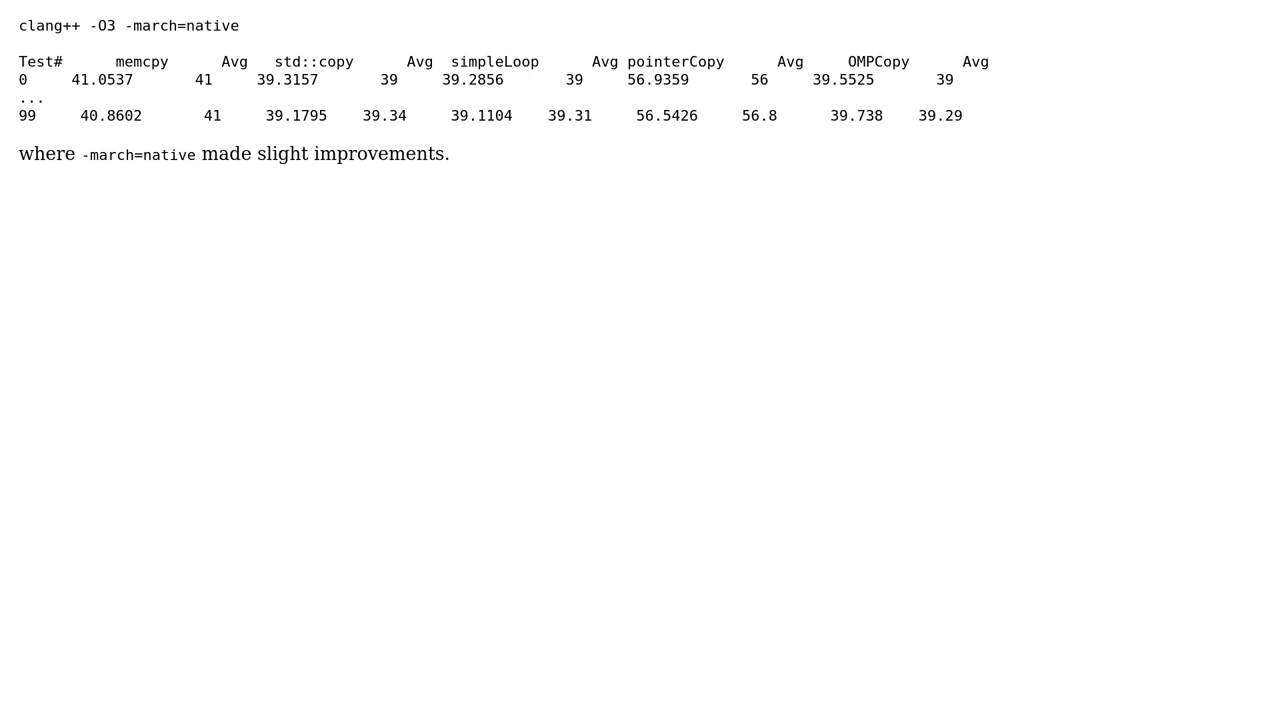 clang++ -O3 -march=native
Test#      memcpy      Avg   std::copy      Avg  simpleLoop      Avg pointerCopy      Avg     OMPCopy      Avg
0     41.0537       41     39.3157       39     39.2856       39     56.9359       56     39.5525       39
...
99     40.8602       41     39.1795    39.34     39.1104    39.31     56.5426     56.8      39.738    39.29
where -march=native made slight improvements.